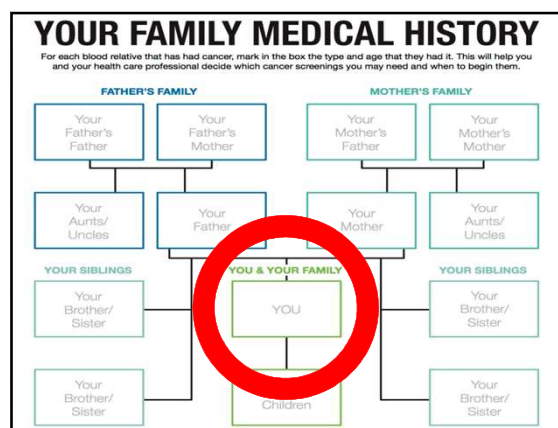 YOUR FAMILY MEDICAL HISTORY
For each blood relative that has had cancer, mark in the box the type and age that they had it. This will help you
and your health care professional decide which cancer screenings you may need and when to begin them.
FATHER'S FAMILY
MOTHER'S FAMILY
Your
Father's
Father
Your
Father's
Mother
Your
Mother's
Father
Your
Mother's
Mother
Your
Aunts/
Uncles
Your
Father
Your
Mother
Your
Aunts/
Uncles
YOUR SIBLINGS
YOU & YOUR FAMILY
YOUR SIBLINGS
Your
Brother/
Sister
YOU
Your
Brother/
Sister
Your
Brother/
Sister
Children
Your
Brother/
Sister